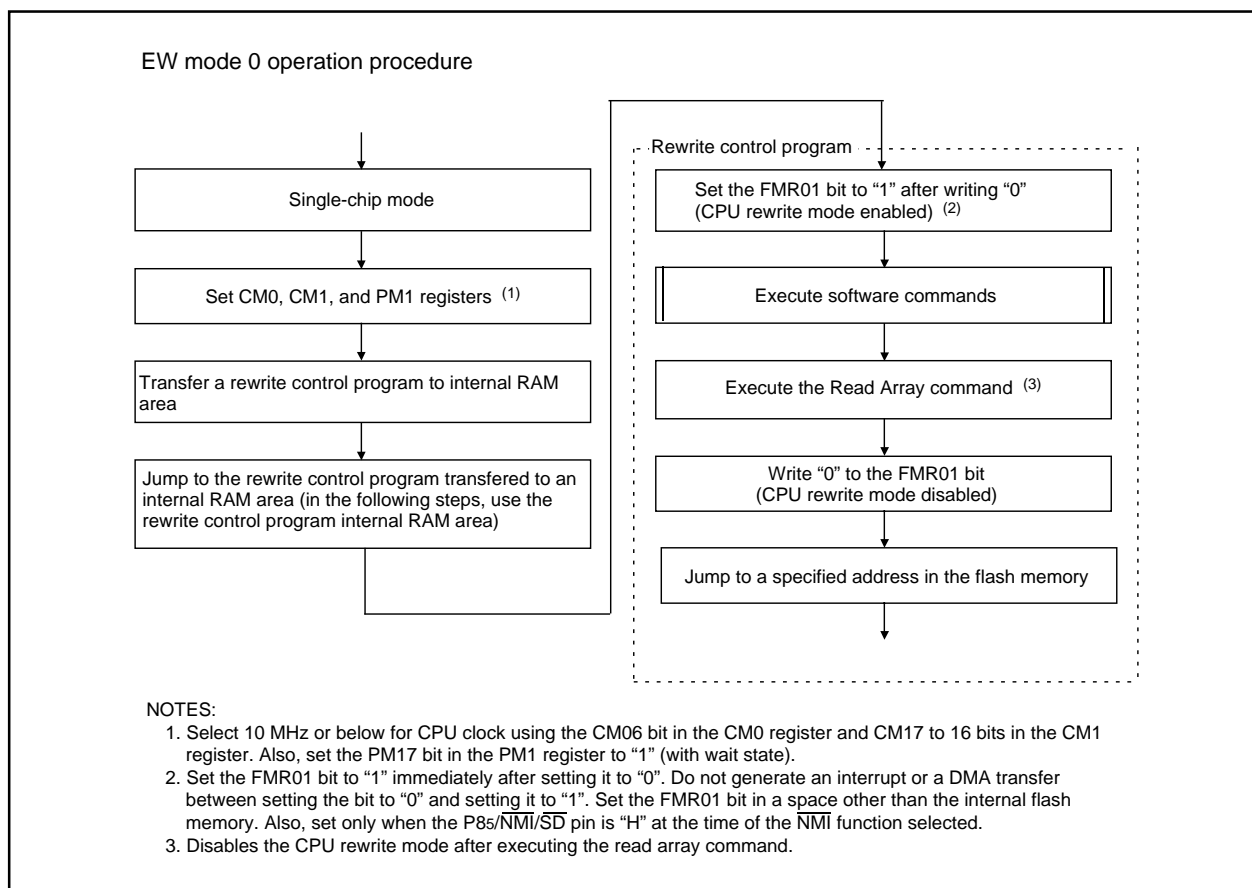 EW mode 0 operation procedure
Single-chip mode
Set CM0, CM1, and PM1 registers (1)
Transfer a rewrite control program to internal RAM
area
Jump to the rewrite control program transfered to an
internal RAM area (in the following steps, use the
rewrite control program internal RAM area)
Rewrite control program
Set the FMR01 bit to “1” after writing “0”
(CPU rewrite mode enabled) (2)
Execute software commands
Execute the Read Array command (3)
Write “0” to the FMR01 bit
(CPU rewrite mode disabled)
Jump to a specified address in the flash memory
NOTES:
1. Select 10 MHz or below for CPU clock using the CM06 bit in the CM0 register and CM17 to 16 bits in the CM1
register. Also, set the PM17 bit in the PM1 register to “1” (with wait state).
2. Set the FMR01 bit to “1” immediately after setting it to “0”. Do not generate an interrupt or a DMA transfer
between setting the bit to “0” and setting it to “1”. Set the FMR01 bit in a space other than the internal flash
memory. Also, set only when the P85/NMI/SD pin is “H” at the time of the NMI function selected.
3. Disables the CPU rewrite mode after executing the read array command.